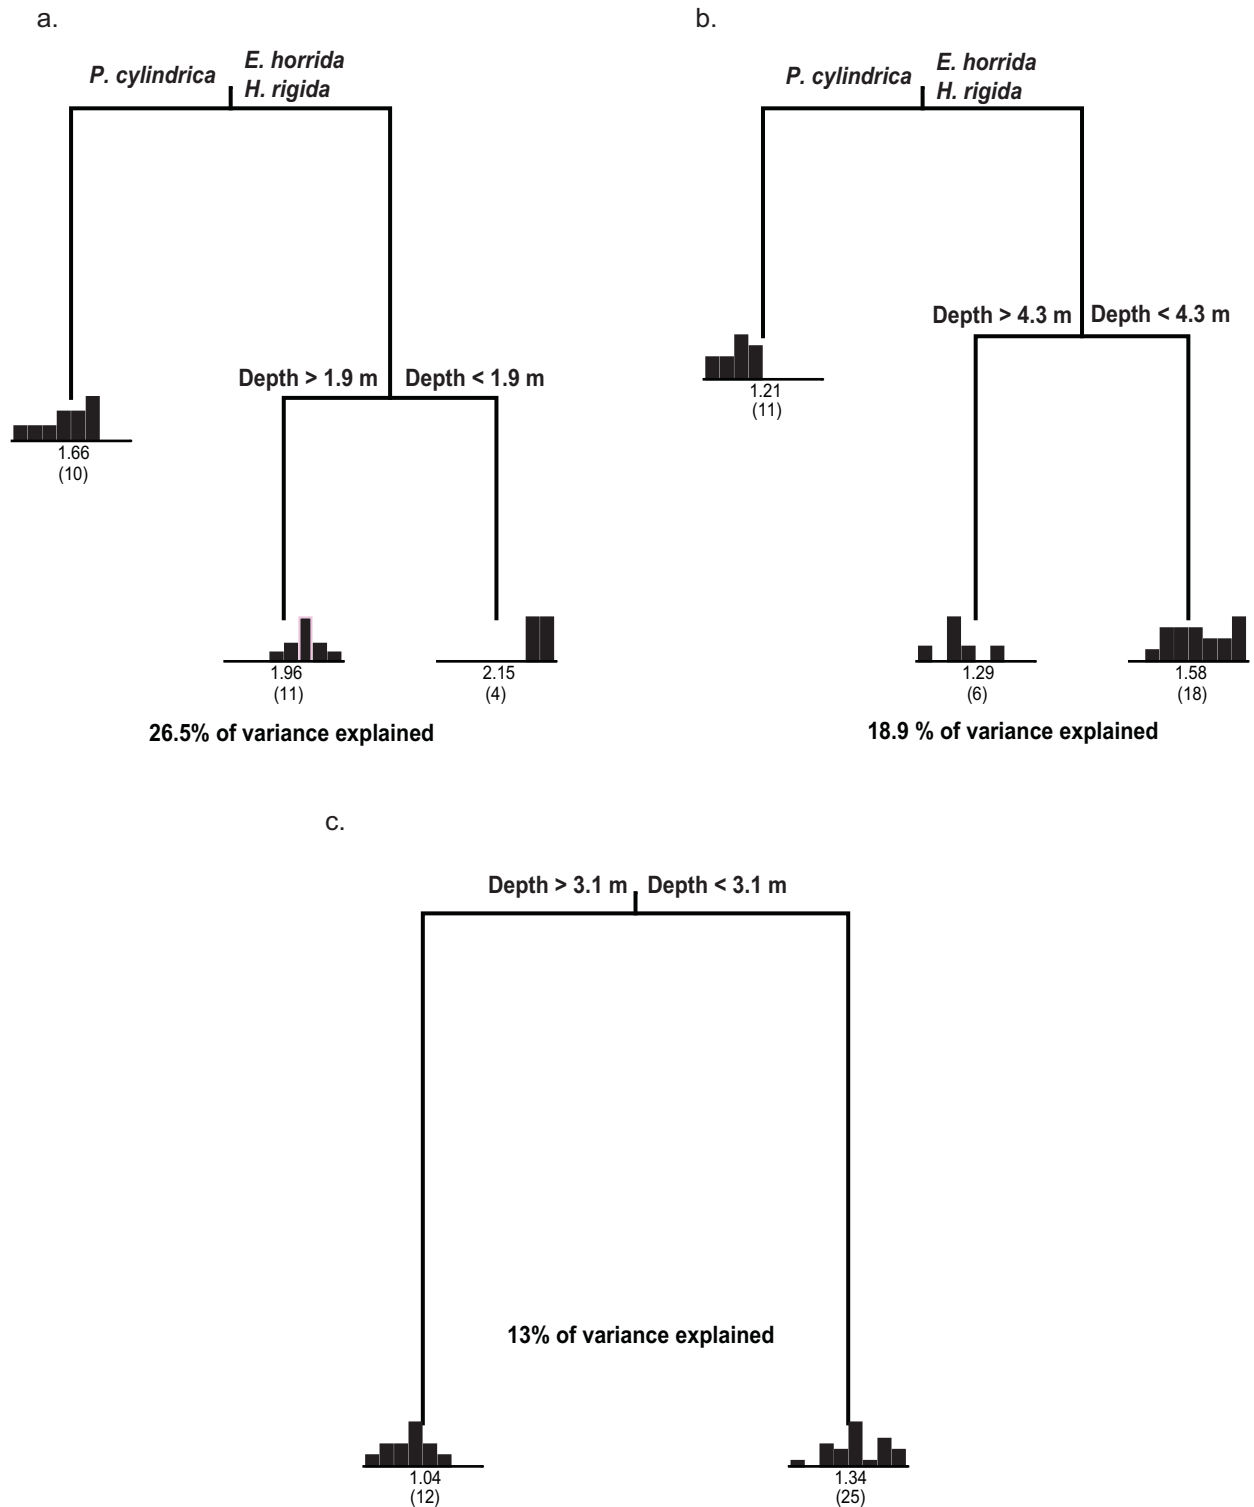 a.
P. cylindrica
E. horrida
H. rigida
Depth > 1.9 m
Depth < 1.9 m
1.66
(10)
1.96
(11)
2.15
(4)
26.5% of variance explained
b.
P. cylindrica
E. horrida
H. rigida
Depth > 4.3 m
Depth < 4.3 m
1.21
(11)
1.29
(6)
1.58
(18)
18.9 % of variance explained
c.
Depth > 3.1 m
Depth < 3.1 m
13% of variance explained
1.04
(12)
1.34
(25)